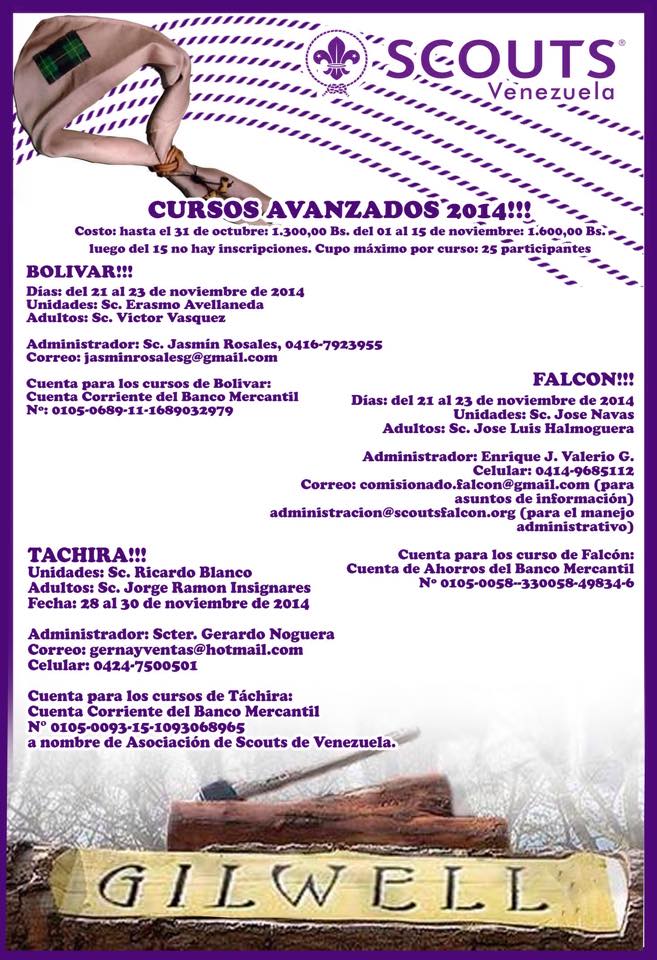 SCOUTS®
Venezuela
CURSOS AVANZADOS 2014!!!
Costo: hasta el 31 de octubre: 1.300,00 Bs. del 01 al 15 de noviembre: 1.600,00 Bs.
luego del 15 no hay inscripciones. Cupo máximo por curso: 25 participantes
BOLIVAR!!!
Días: del 21 al 23 de noviembre de 2014
Unidades: Sc. Erasmo Avellaneda
Adultos: Sc. Victor Vasquez
Administrador: Sc. Jasmín Rosales, 0416-7923955
Correo: jasminrosalesg@gmail.com
Cuenta para los cursos de Bolivar:
Cuenta Corriente del Banco Mercantil
Nº: 0105-0689-11-1689032979
FALCON!!!
Días: del 21 al 23 de noviembre de 2014
Unidades: Sc. Jose Navas
Adultos: Sc. Jose Luis Halmoguera
Administrador: Enrique J. Valerio G.
Celular: 0414-9685112
Correo: comisionado.falcon@gmail.com (para
asuntos de información)
administracion@scoutsfalcon.org (para el manejo
administrativo)
Cuenta para los curso de Falcón:
Cuenta de Ahorros del Banco Mercantil
Nº 0105-0058--330058-49834-6
TACHIRA!!!
Unidades: Sc. Ricardo Blanco
Adultos: Sc. Jorge Ramon Insignares
Fecha: 28 al 30 de noviembre de 2014
Administrador: Scter. Gerardo Noguera
Correo: gernayventas@hotmail.com
Celular: 0424-7500501
Cuenta para los cursos de Táchira:
Cuenta Corriente del Banco Mercantil
N° 0105-0093-15-1093068965
a nombre de Asociación de Scouts de Venezuela.
GILWELL